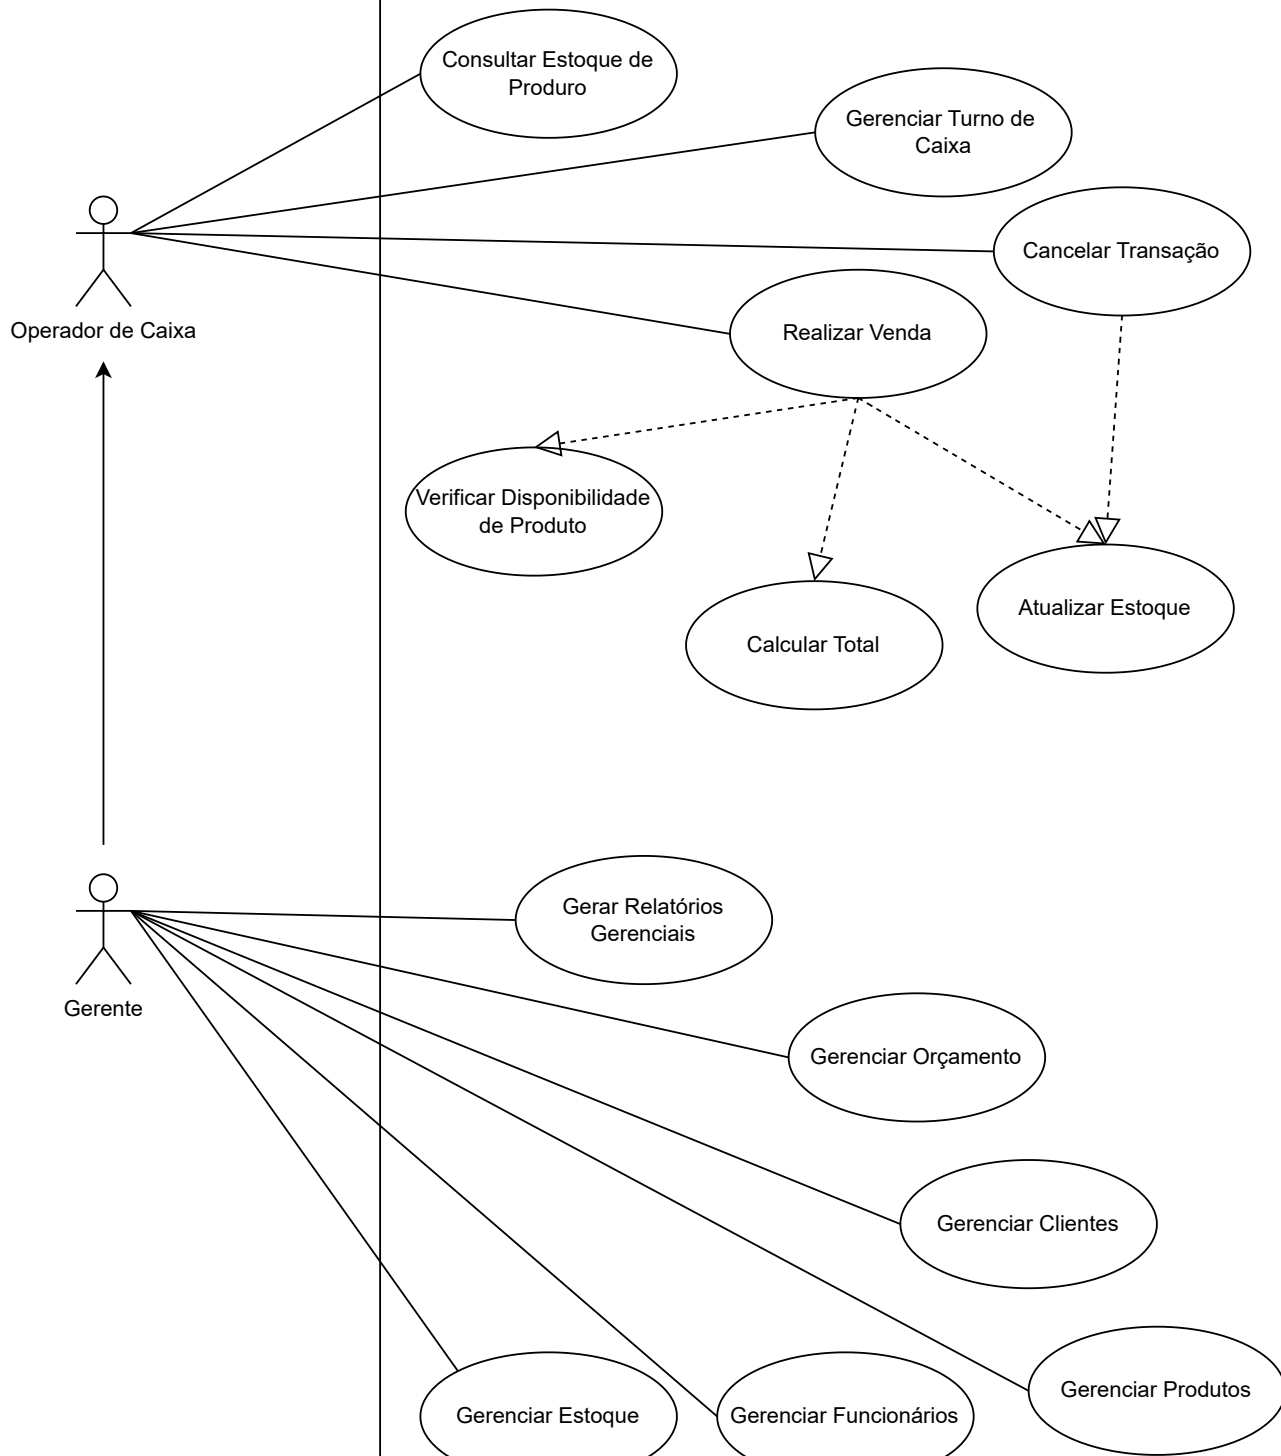 Consultar Estoque de
Produro
Gerenciar Turno de
Caixa
Cancelar Transação
Operador de Caixa
Realizar Venda
Verificar Disponibilidade
de Produto
Atualizar Estoque
Calcular Total
Gerar Relatórios
Gerenciais
Gerente
Gerenciar Orçamento
Gerenciar Clientes
Gerenciar Produtos
Gerenciar Estoque
Gerenciar Funcionários